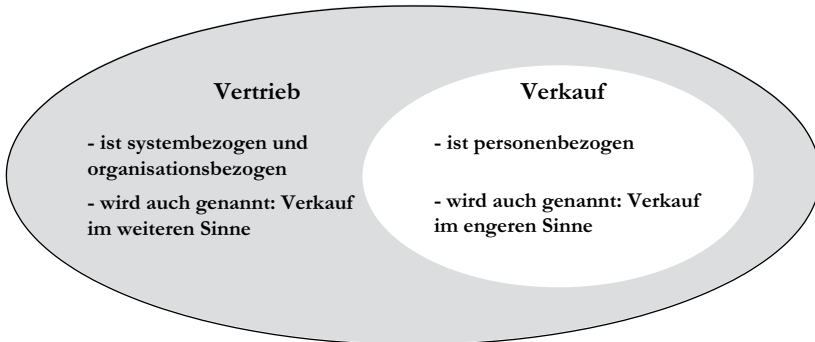 Vertrieb
- ist systembezogen und
organisationsbezogen
- wird auch genannt: Verkauf
im weiteren Sinne
Verkauf
- ist personenbezogen
- wird auch genannt: Verkauf
im engeren Sinne